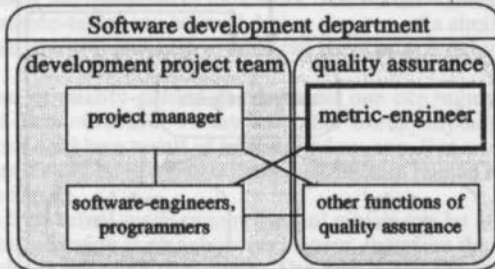 Software development department
development project team
quality assurance
project manager
metric-engineer
software-engineers,
programmers
other functions of
quality assurance